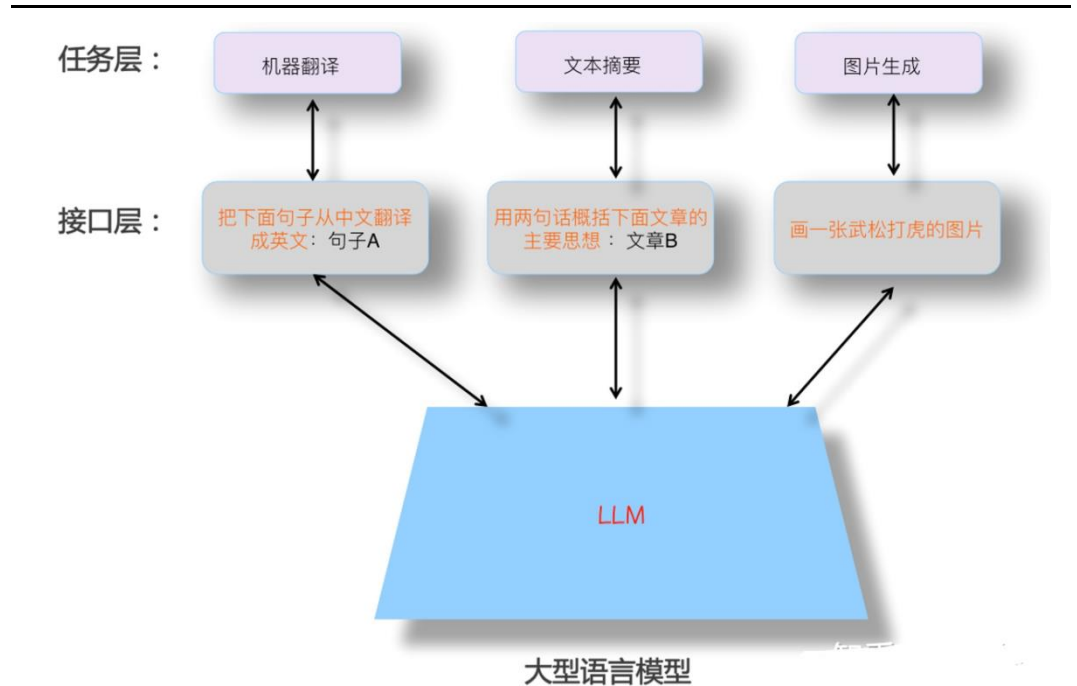 任务层：
机器翻译
文本摘要
图片生成
接口层：
把下面句子从中文翻译
成英文：句子A
用两句话概括下面文章的
主要思想：文章B
画一张武松打虎的图片
LLM
大型语言模型